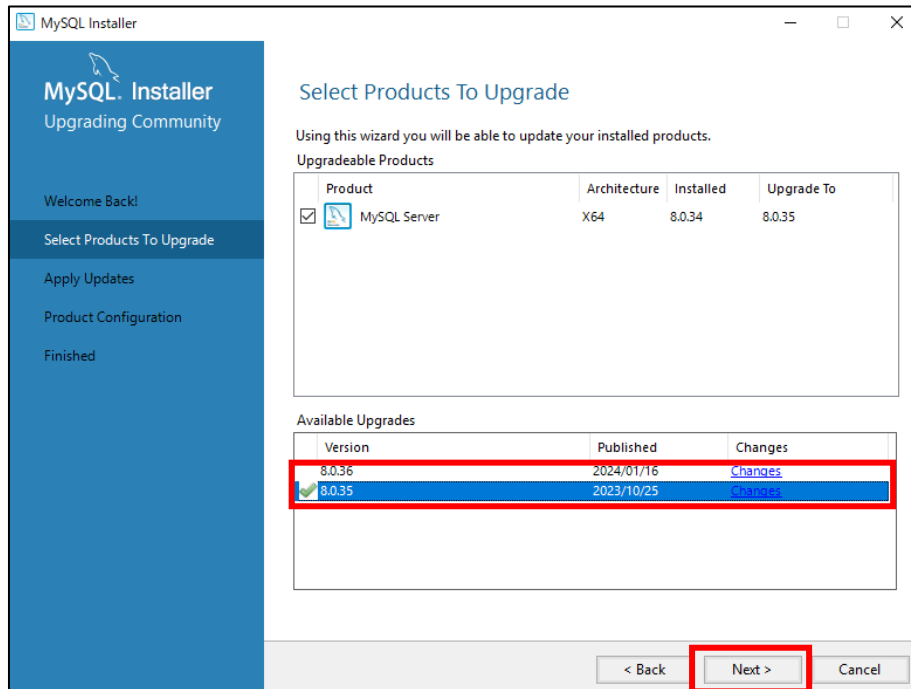 MySQL Installer
MySQL. Installer
Upgrading Community
Welcome Back!
Select Products To Upgrade
Apply Updates
Product Configuration
Finished
Select Products To Upgrade
Using this wizard you will be able to update your installed products.
Upgradeable Products
Product Architecture Installed Upgrade To
MySQL Server X64 8.0.34 8.0.35
Available Upgrades
Version Published Changes
8.0.36 2024/01/16 Changes
8.0.35 2023/10/25 Changes
< Back Next > Cancel